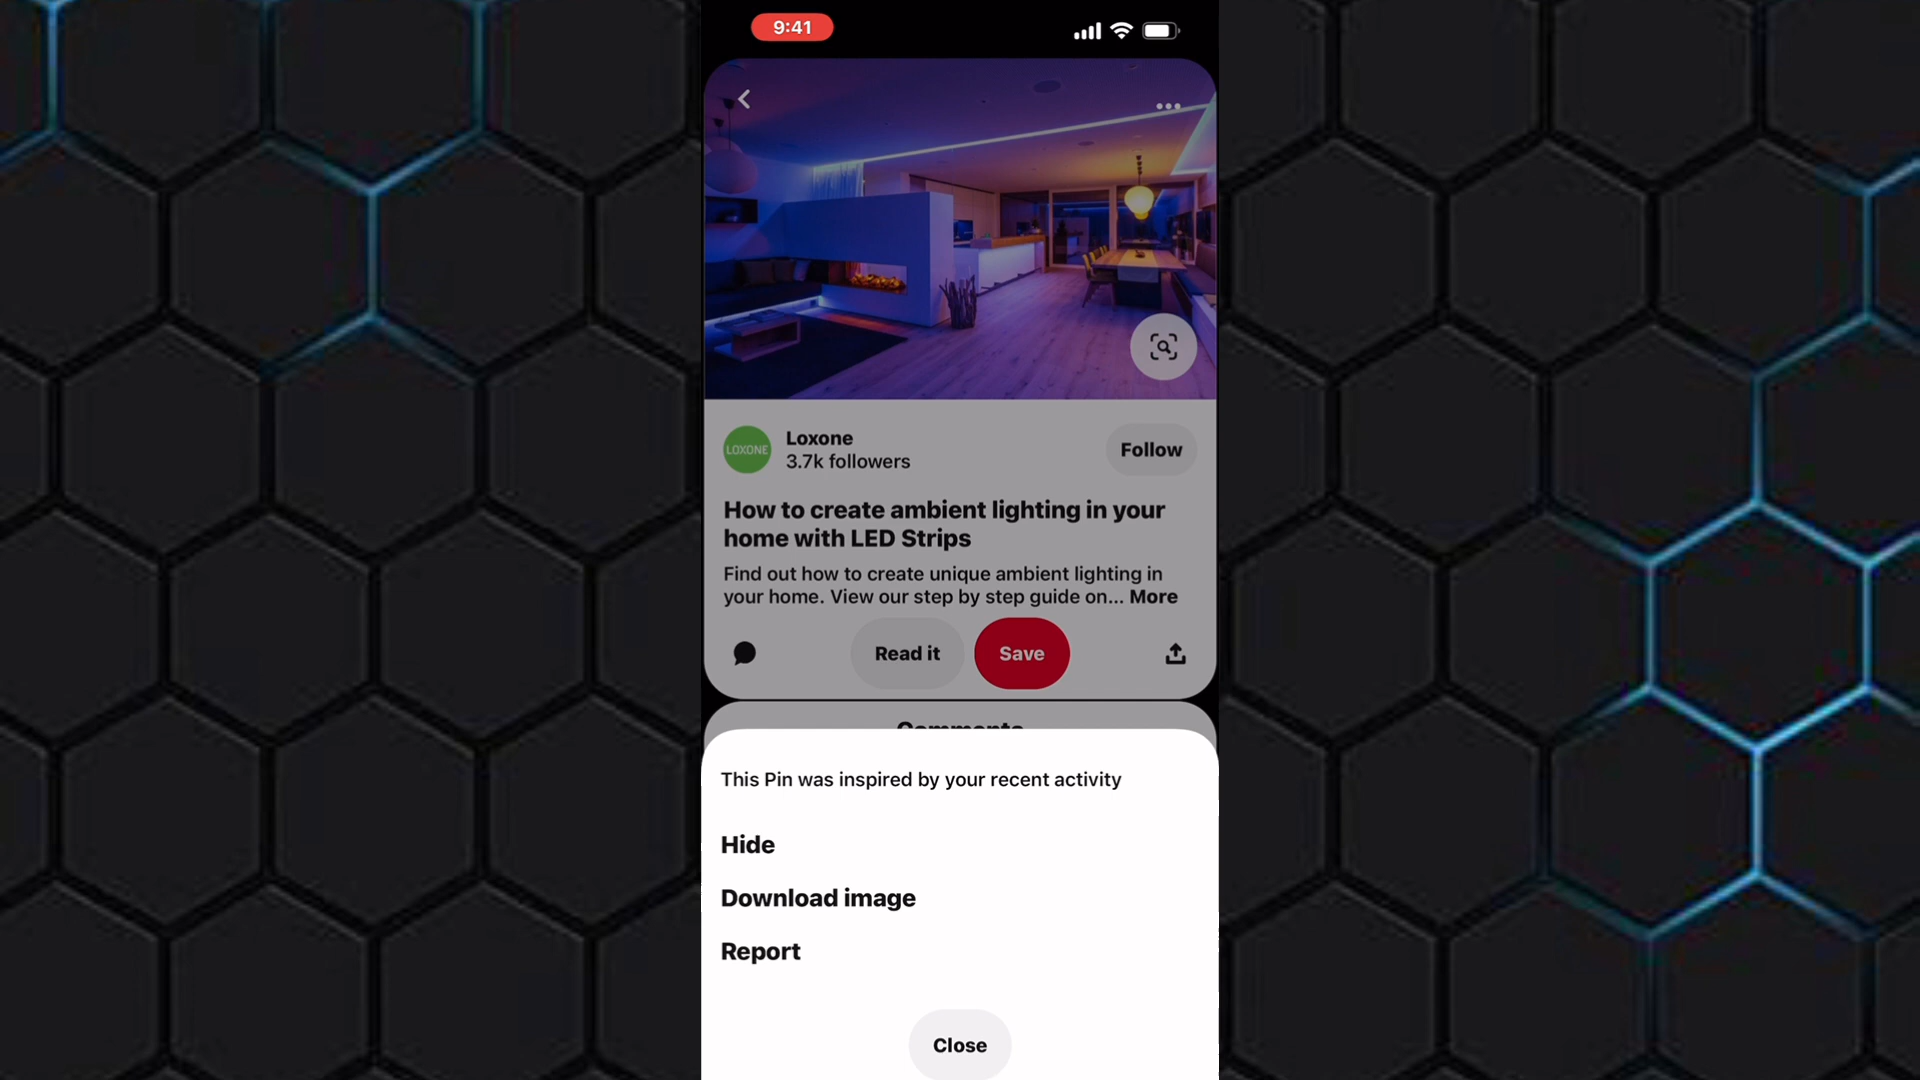 9:41
LOXONE
Loxone
3.7k followers
Follow
How to create ambient lighting in your
home with LED Strips
Find out how to create unique ambient lighting in
your home. View our step by step guide on... More
Read it
Save
Comments
This Pin was inspired by your recent activity
Hide
Download image
Report
Close